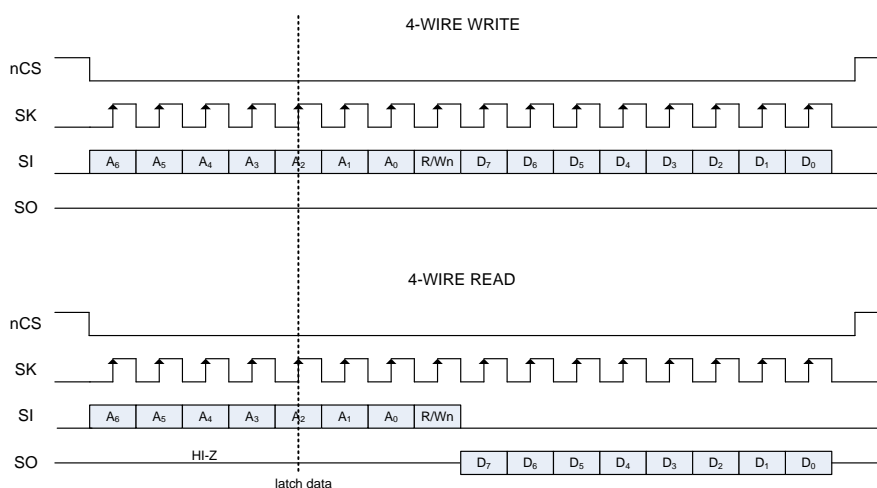 4-WIRE WRITE
nCS
SK
SI A₆ A₅ A₄ A₃ A₂ A₁ A₀ R/Wn D₇ D₆ D₅ D₄ D₃ D₂ D₁ D₀
SO
4-WIRE READ
nCS
SK
SI A₆ A₅ A₄ A₃ A₂ A₁ A₀ R/Wn
SO HI-Z D₇ D₆ D₅ D₄ D₃ D₂ D₁ D₀
latch data